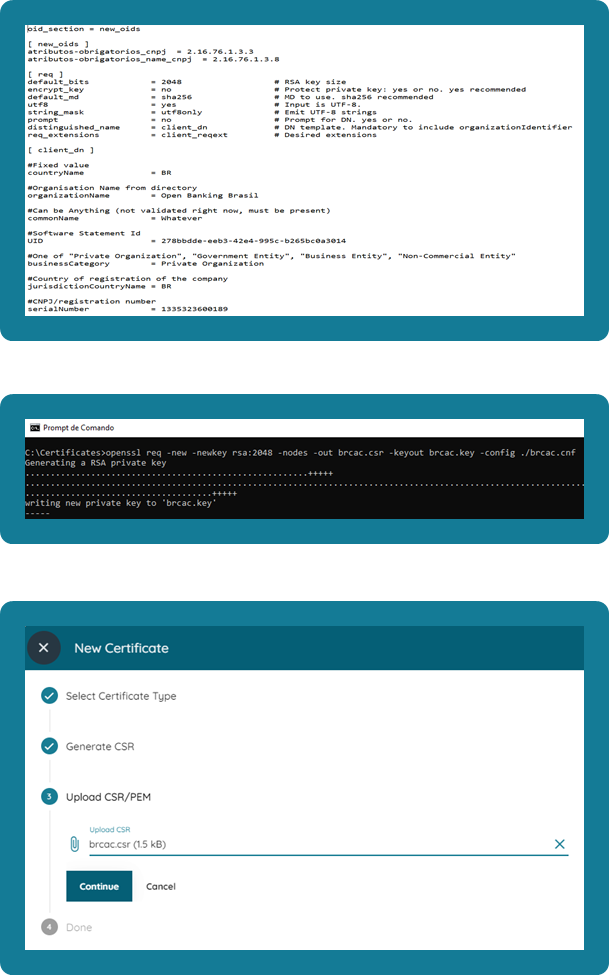 oid_section = new_oids
[ new_oids ]
atributos-obrigatorios_cnpj = 2.16.76.1.3.3
atributos-obrigatorios_name_cnpj = 2.16.76.1.3.8
[ req ]
default_bits = 2048 # RSA key size
encrypt_key = no # Protect private key: yes or no. yes recommended
default_md = sha256 # MD to use. sha256 recommended
utf8 = yes # Input is UTF-8.
string_mask = utf8only # Emit UTF-8 strings
prompt = no # Prompt for DN. yes or no.
distinguished_name = client_dn # DN template. Mandatory to include organizationIdentifier
req_extensions = client_reqext # Desired extensions
[ client_dn ]
#Fixed value
countryName = BR
#Organisation Name from directory
organizationName = Open Banking Brasil
#Can be Anything (not validated right now, must be present)
commonName = Whatever
#Software Statement Id
UID = 278bbdde-eeb3-42e4-995c-b265bc0a3014
#One of "Private Organization", "Government Entity", "Business Entity", "Non-Commercial Entity"
businessCategory = Private Organization
#Country of registration of the company
jurisdictionCountryName = BR
#CNPJ/registration number
serialNumber = 1335323600189
Prompt de Comando
C:\Certificates>openssl req -new -newkey rsa:2048 -nodes -out brcac.csr -keyout brcac.key -config ./brcac.cnf
Generating a RSA private key
......................................................+++++
..............................................................................................................
....................................+++++
writing new private key to 'brcac.key'
-----
New Certificate
Select Certificate Type
Generate CSR
3 Upload CSR/PEM
Upload CSR
brcac.csr (1.5 kB)
Continue Cancel
4 Done